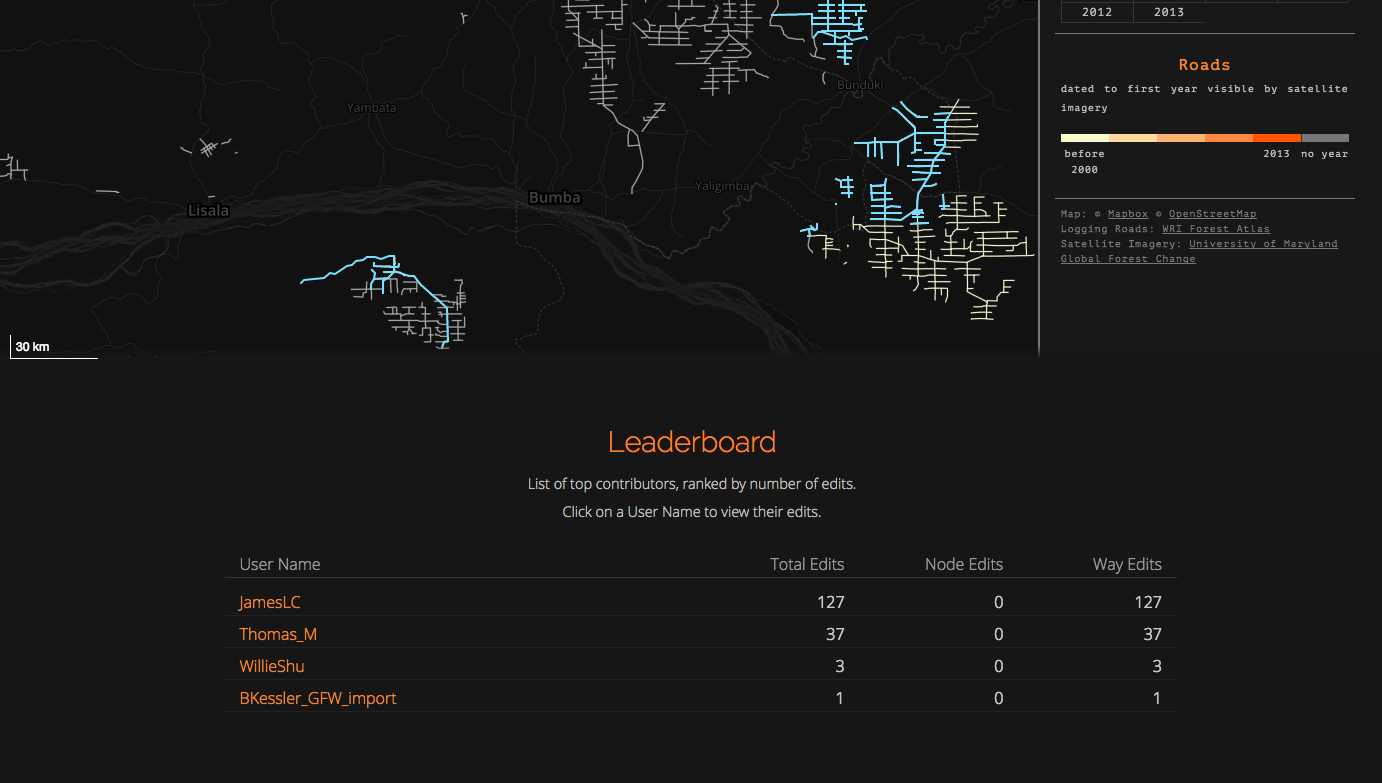 2012 2013
Roads
dated to first year visible by satellite
imagery
before 2013 no year
2000
Map: © Mapbox © OpenStreetMap
Logging Roads: WRI Forest Atlas
Satellite Imagery: University of Maryland
Global Forest Change
Bunduki
Yambata
Yaligimba
Bumba
Lisala
30 km
Leaderboard
List of top contributors, ranked by number of edits.
Click on a User Name to view their edits.
User Name Total Edits Node Edits Way Edits
JamesLC 127 0 127
Thomas_M 37 0 37
WillieShu 3 0 3
BKessler_GFW_import 1 0 1